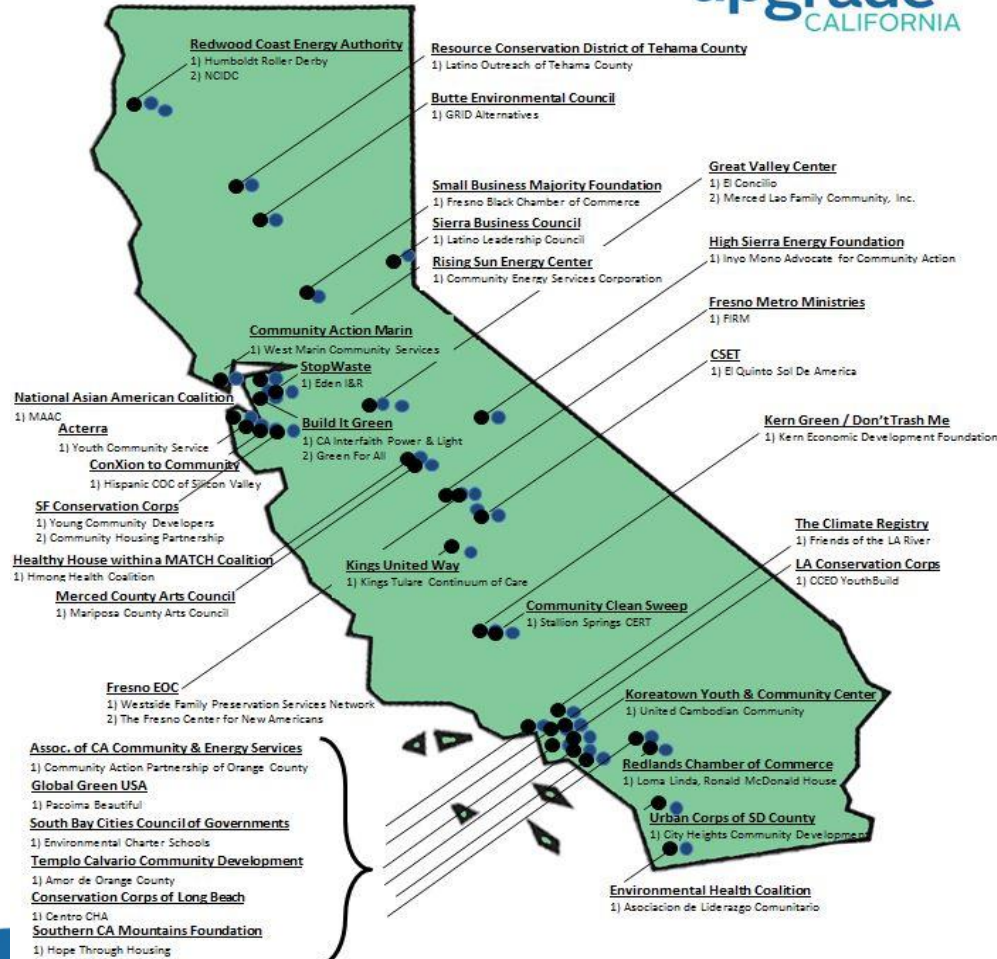 upgrade
CALIFORNIA
Redwood Coast Energy Authority
1) Humboldt Roller Derby
2) NCIDC
Resource Conservation District of Tehama County
1) Latino Outreach of Tehama County
Butte Environmental Council
1) GRID Alternatives
Great Valley Center
1) El Concilio
2) Merced Lao Family Community, Inc.
Small Business Majority Foundation
1) Fresno Black Chamber of Commerce
Sierra Business Council
1) Latino Leadership Council
High Sierra Energy Foundation
1) Inyo Mono Advocate for Community Action
Rising Sun Energy Center
1) Community Energy Services Corporation
Fresno Metro Ministries
1) FIRM
Community Action Marin
1) West Marin Community Services
CSET
1) El Quinto Sol De America
StopWaste
1) Eden I&R
National Asian American Coalition
1) MAAC
Kern Green / Don't Trash Me
1) Kern Economic Development Foundation
Acterra
1) Youth Community Service
Build It Green
1) CA Interfaith Power & Light
2) Green For All
ConXion to Community
1) Hispanic CDC of Silicon Valley
SF Conservation Corps
1) Young Community Developers
2) Community Housing Partnership
The Climate Registry
1) Friends of the LA River
Healthy House within a MATCH Coalition
1) Hmong Health Coalition
Kings United Way
1) Kings Tulare Continuum of Care
LA Conservation Corps
1) CCED YouthBuild
Merced County Arts Council
1) Mariposa County Arts Council
Community Clean Sweep
1) Stallion Springs CERT
Fresno EOC
1) Westside Family Preservation Services Network
2) The Fresno Center for New Americans
Koreatown Youth & Community Center
1) United Cambodian Community
Assoc. of CA Community & Energy Services
1) Community Action Partnership of Orange County
Redlands Chamber of Commerce
1) Loma Linda, Ronald McDonald House
Global Green USA
1) Pacoima Beautiful
Urban Corps of SD County
1) City Heights Community Development
South Bay Cities Council of Governments
1) Environmental Charter Schools
Templo Calvario Community Development
1) Amor de Orange County
Environmental Health Coalition
1) Asociacion de Liderazgo Comunitario
Conservation Corps of Long Beach
1) Centro CHA
Southern CA Mountains Foundation
1) Hope Through Housing